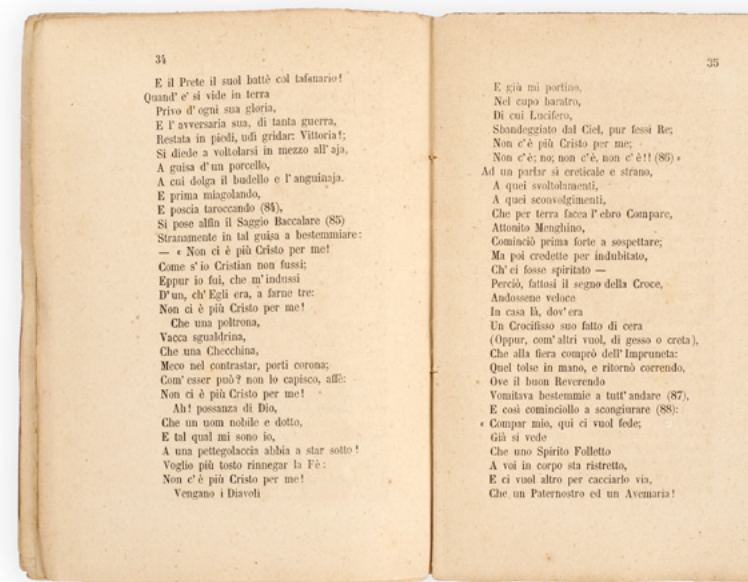 34
E il Prete il suol battè col tafanario!
Quand' e' si vide in terra
Privo d' ogni sua gloria,
E l' avversaria sua, di tanta guerra,
Restata in piedi, udì gridar: Vittoria!;
Si diede a voltolarsi in mezzo all' aja,
A guisa d' un porcello,
A cui dolga il budello e l' anguinaja.
E prima miagolando,
E poscia taroccando (84),
Si pose alfin il Saggio Baccalare (85)
Stranamente in tal guisa a bestemmiare:
— « Non ci è più Cristo per me!
Come s' io Cristian non fussi;
Eppur io fui, che m' indussi
D' un, ch' Egli era, a farne tre:
Non ci è più Cristo per me!
Che una poltrona,
Vacca sgualdrina,
Che una Checchina,
Meco nel contrastar, porti corona;
Com' esser può? non lo capisco, affè:
Non ci è più Cristo per me!
Ah! possanza di Dio,
Che un uom nobile e dotto,
E tal qual mi sono io,
A una pettegolaccia abbia a star sotto!
Voglio più tosto rinnegar la Fè:
Non c' è più Cristo per me!
Vengano i Diavoli
35
E giù mi portino,
Nel cupo baratro,
Di cui Lucifero,
Sbandeggiato dal Ciel, pur fessi Re;
Non c' è più Cristo per me;
Non c' è; no; non c' è, non c' è!! (86) »
Ad un parlar sì ereticale e strano,
A quei svoltolamenti,
A quei sconvolgimenti,
Che per terra facea l' ebro Compare,
Attonito Menghino,
Cominciò prima forte a sospettare;
Ma poi credette per indubitato,
Ch' ei fosse spiritato —
Perciò, fattosi il segno della Croce,
Andossene veloce
In casa là, dov' era
Un Crocifisso suo fatto di cera
(Oppur, com' altri vuol, di gesso o creta),
Che alla fiera comprò dell' Impruneta:
Quel tolse in mano, e ritornò correndo,
Ove il buon Reverendo
Vomitava bestemmie a tutt' andare (87),
E così cominciollo a scongiurare (88):
« Compar mio, qui ci vuol fede;
Già si vede
Che uno Spirito Folletto
A voi in corpo sta ristretto,
E ci vuol altro per cacciarlo via,
Che un Paternostro ed un Avemaria!